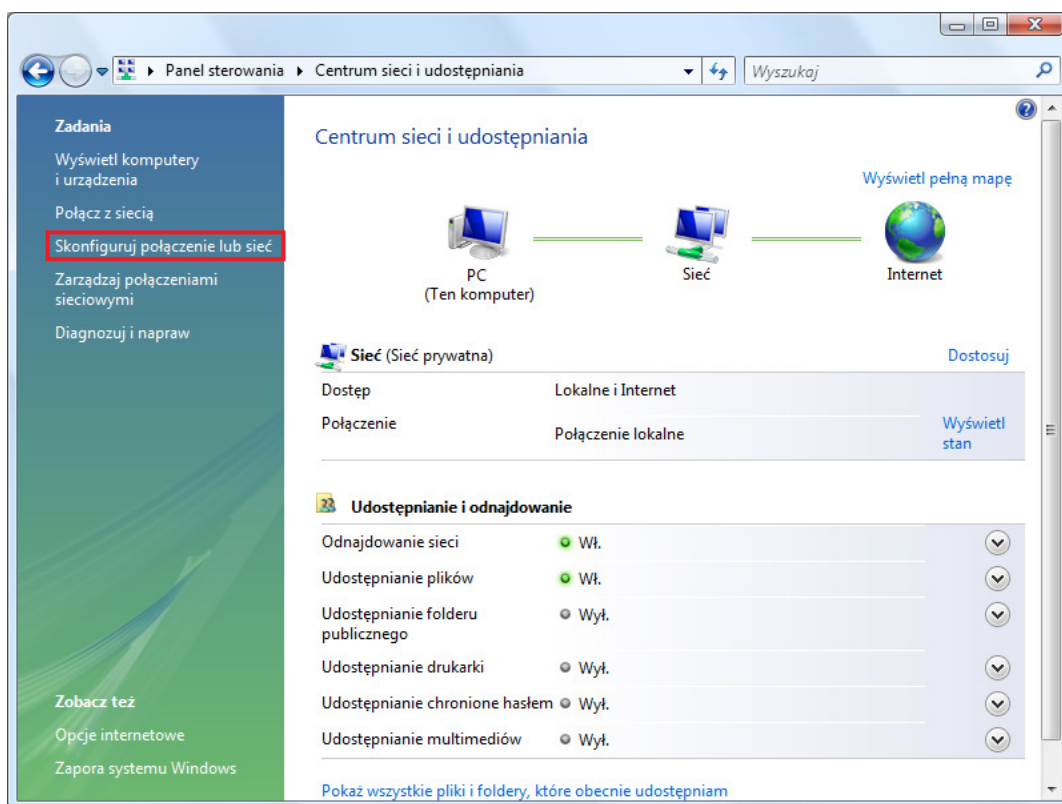 Panel sterowania
Centrum sieci i udostępniania
Wyszukaj
Zadania
Wyświetl komputery
i urządzenia
Połącz z siecią
Skonfiguruj połączenie lub sieć
Zarządzaj połączeniami
sieciowymi
Diagnozuj i napraw
Zobacz też
Opcje internetowe
Zapora systemu Windows
Centrum sieci i udostępniania
Wyświetl pełną mapę
PC
(Ten komputer)
Sieć
Internet
Sieć (Sieć prywatna) Dostosuj
Dostęp Lokalne i Internet
Połączenie Połączenie lokalne Wyświetl
stan
Udostępnianie i odnajdowanie
Odnajdowanie sieci Wł.
Udostępnianie plików Wł.
Udostępnianie folderu Wył.
publicznego
Udostępnianie drukarki Wył.
Udostępnianie chronione hasłem Wył.
Udostępnianie multimediów Wył.
Pokaż wszystkie pliki i foldery, które obecnie udostępniam